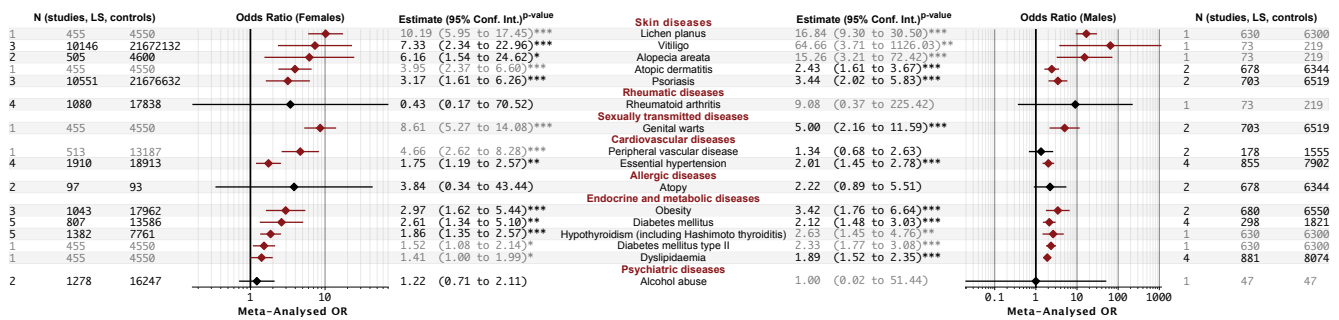 N (studies, LS, controls) Odds Ratio (Females) Estimate (95% Conf. Int.)p-value Estimate (95% Conf. Int.)p-value Odds Ratio (Males) N (studies, LS, controls)
Skin diseases
1 455 4550 10.19 (5.95 to 17.45)*** Lichen planus 16.84 (9.30 to 30.50)*** 1 630 6300
3 10146 21672132 7.33 (2.34 to 22.96)*** Vitiligo 64.66 (3.71 to 1126.03)** 1 73 219
2 505 4600 6.16 (1.54 to 24.62)* Alopecia areata 15.26 (3.21 to 72.42)*** 1 73 219
1 455 4550 3.95 (2.37 to 6.60)*** Atopic dermatitis 2.43 (1.61 to 3.67)*** 2 678 6344
3 10551 21676632 3.17 (1.61 to 6.26)*** Psoriasis 3.44 (2.02 to 5.83)*** 2 703 6519
Rheumatic diseases
4 1080 17838 0.43 (0.17 to 70.52) Rheumatoid arthritis 9.08 (0.37 to 225.42) 1 73 219
Sexually transmitted diseases
1 455 4550 8.61 (5.27 to 14.08)*** Genital warts 5.00 (2.16 to 11.59)*** 2 703 6519
Cardiovascular diseases
1 513 13187 4.66 (2.62 to 8.28)*** Peripheral vascular disease 1.34 (0.68 to 2.63) 2 178 1555
4 1910 18913 1.75 (1.19 to 2.57)** Essential hypertension 2.01 (1.45 to 2.78)*** 4 855 7902
Allergic diseases
2 97 93 3.84 (0.34 to 43.44) Atopy 2.22 (0.89 to 5.51) 2 678 6344
Endocrine and metabolic diseases
3 1043 17962 2.97 (1.62 to 5.44)*** Obesity 3.42 (1.76 to 6.64)*** 2 680 6550
5 807 13586 2.61 (1.34 to 5.10)** Diabetes mellitus 2.12 (1.48 to 3.03)*** 4 298 1821
5 1382 7761 1.86 (1.35 to 2.57)*** Hypothyroidism (including Hashimoto thyroiditis) 2.63 (1.45 to 4.76)** 1 630 6300
1 455 4550 1.52 (1.08 to 2.14)* Diabetes mellitus type II 2.33 (1.77 to 3.08)*** 1 630 6300
1 455 4550 1.41 (1.00 to 1.99)* Dyslipidaemia 1.89 (1.52 to 2.35)*** 4 881 8074
Psychiatric diseases
2 1278 16247 1.22 (0.71 to 2.11) Alcohol abuse 1.00 (0.02 to 51.44) 1 47 47
1 10 0.1 1 10 100 1000
Meta-Analysed OR Meta-Analysed OR